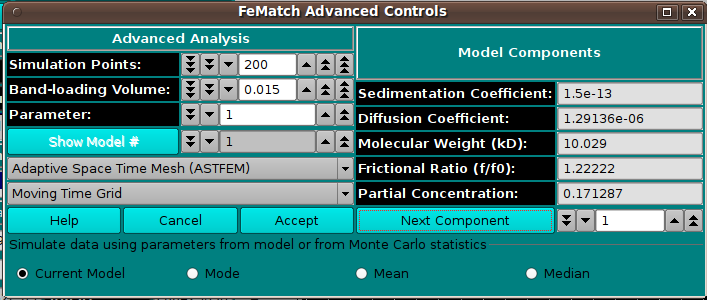 FeMatch Advanced Controls
Advanced Analysis
Simulation Points: 200
Band-loading Volume: 0.015
Parameter: 1
Show Model # 1
Adaptive Space Time Mesh (ASTFEM)
Moving Time Grid
Help Cancel Accept
Model Components
Sedimentation Coefficient: 1.5e-13
Diffusion Coefficient: 1.29136e-06
Molecular Weight (kD): 10.029
Frictional Ratio (f/f0): 1.22222
Partial Concentration: 0.171287
Next Component 1
Simulate data using parameters from model or from Monte Carlo statistics
Current Model Mode Mean Median